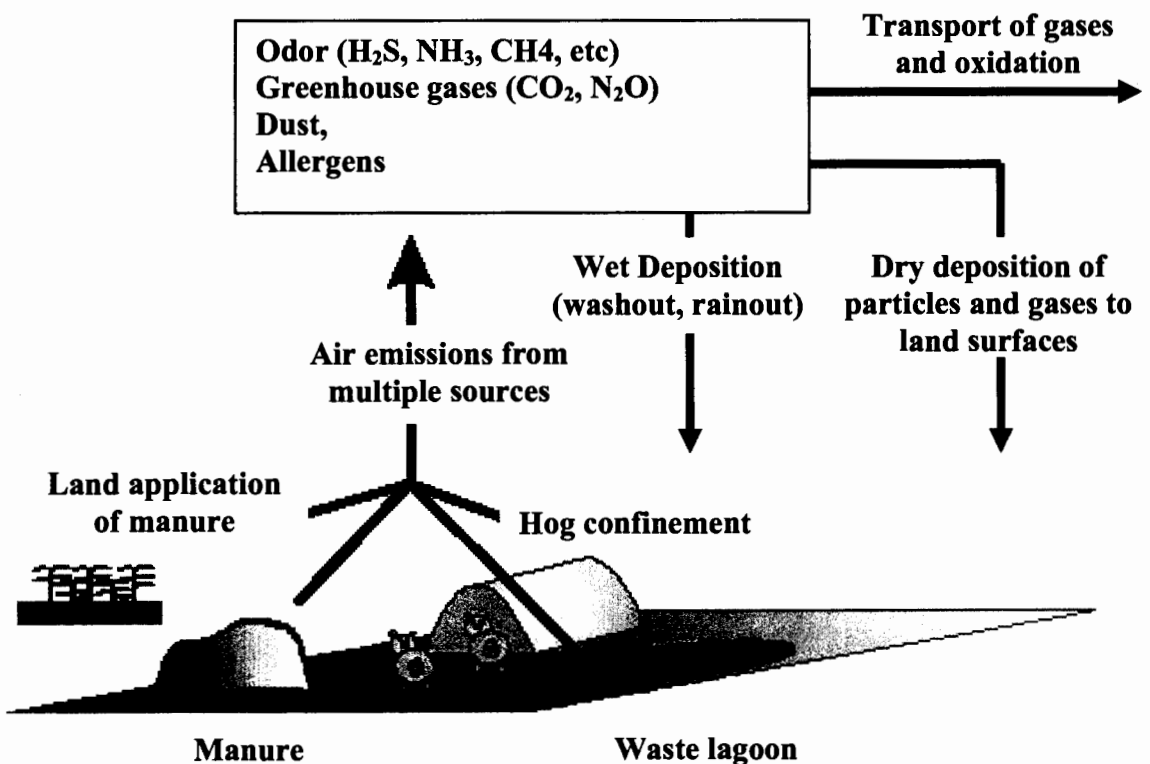 Odor (H₂S, NH₃, CH4, etc)
Greenhouse gases (CO₂, N₂O)
Dust,
Allergens
Transport of gases
and oxidation
Wet Deposition
(washout, rainout)
Dry deposition of
particles and gases to
land surfaces
Air emissions from
multiple sources
Land application
of manure
Hog confinement
Manure
Waste lagoon